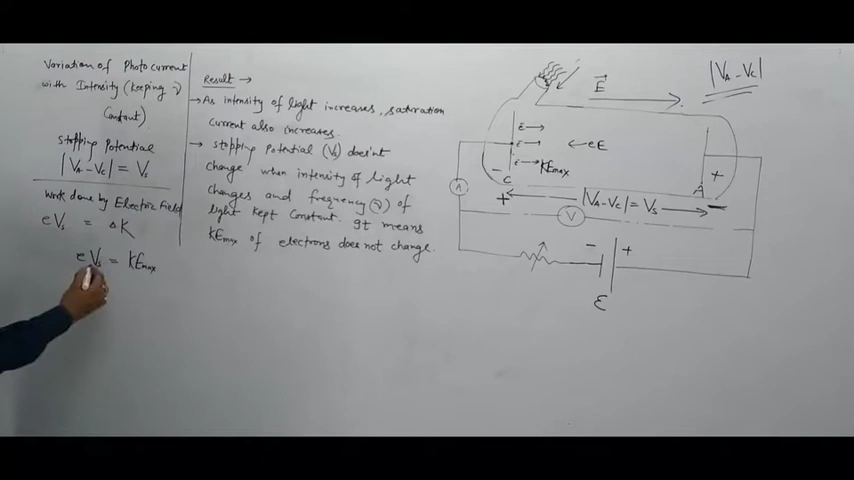 Variation of Photo current
with Intensity (Keeping ν
Constant)
Stopping Potential
|VA - VC| = Vs
Work done by Electric Field
eVs = ΔK
eVs = KEmax
Result →
→ As intensity of light increases, saturation
current also increases.
→ stopping Potential (Vs) does'nt
change when intensity of light
changes and frequency (ν) of
light kept Constant. It means
KEmax of electrons does not change.
|VA - VC|
E
E →
E →
E → KEmax
← eE
- C
+
A
+
-
|VA - VC| = Vs
A
V
-
+
ε